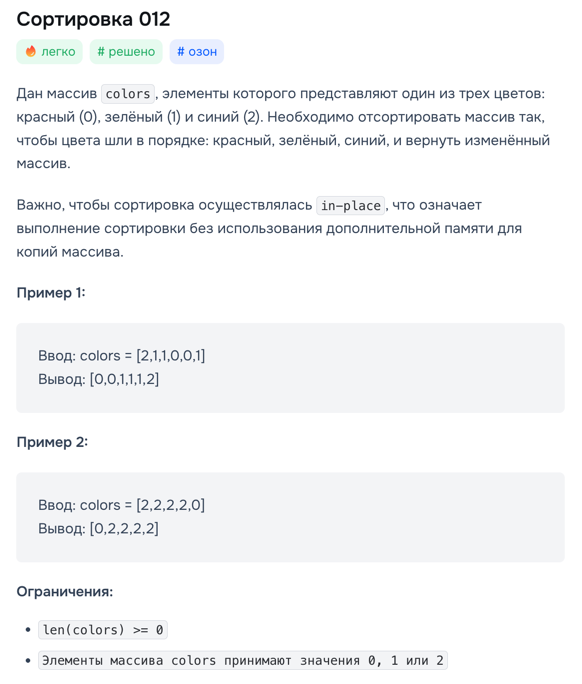 Сортировка 012
🔥 легко # решено # озон
Дан массив colors, элементы которого представляют один из трех цветов:
красный (0), зелёный (1) и синий (2). Необходимо отсортировать массив так,
чтобы цвета шли в порядке: красный, зелёный, синий, и вернуть изменённый
массив.
Важно, чтобы сортировка осуществлялась in-place, что означает
выполнение сортировки без использования дополнительной памяти для
копий массива.
Пример 1:
Ввод: colors = [2,1,1,0,0,1]
Вывод: [0,0,1,1,1,2]
Пример 2:
Ввод: colors = [2,2,2,2,0]
Вывод: [0,2,2,2,2]
Ограничения:
• len(colors) >= 0
• Элементы массива colors принимают значения 0, 1 или 2